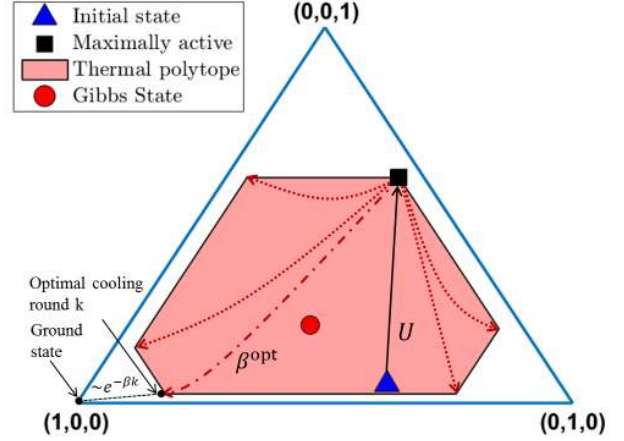 Initial state
Maximally active
Thermal polytope
Gibbs State
(0,0,1)
Optimal cooling
round k
Ground
state
~e^{-βk}
β^{opt}
U
(1,0,0)
(0,1,0)